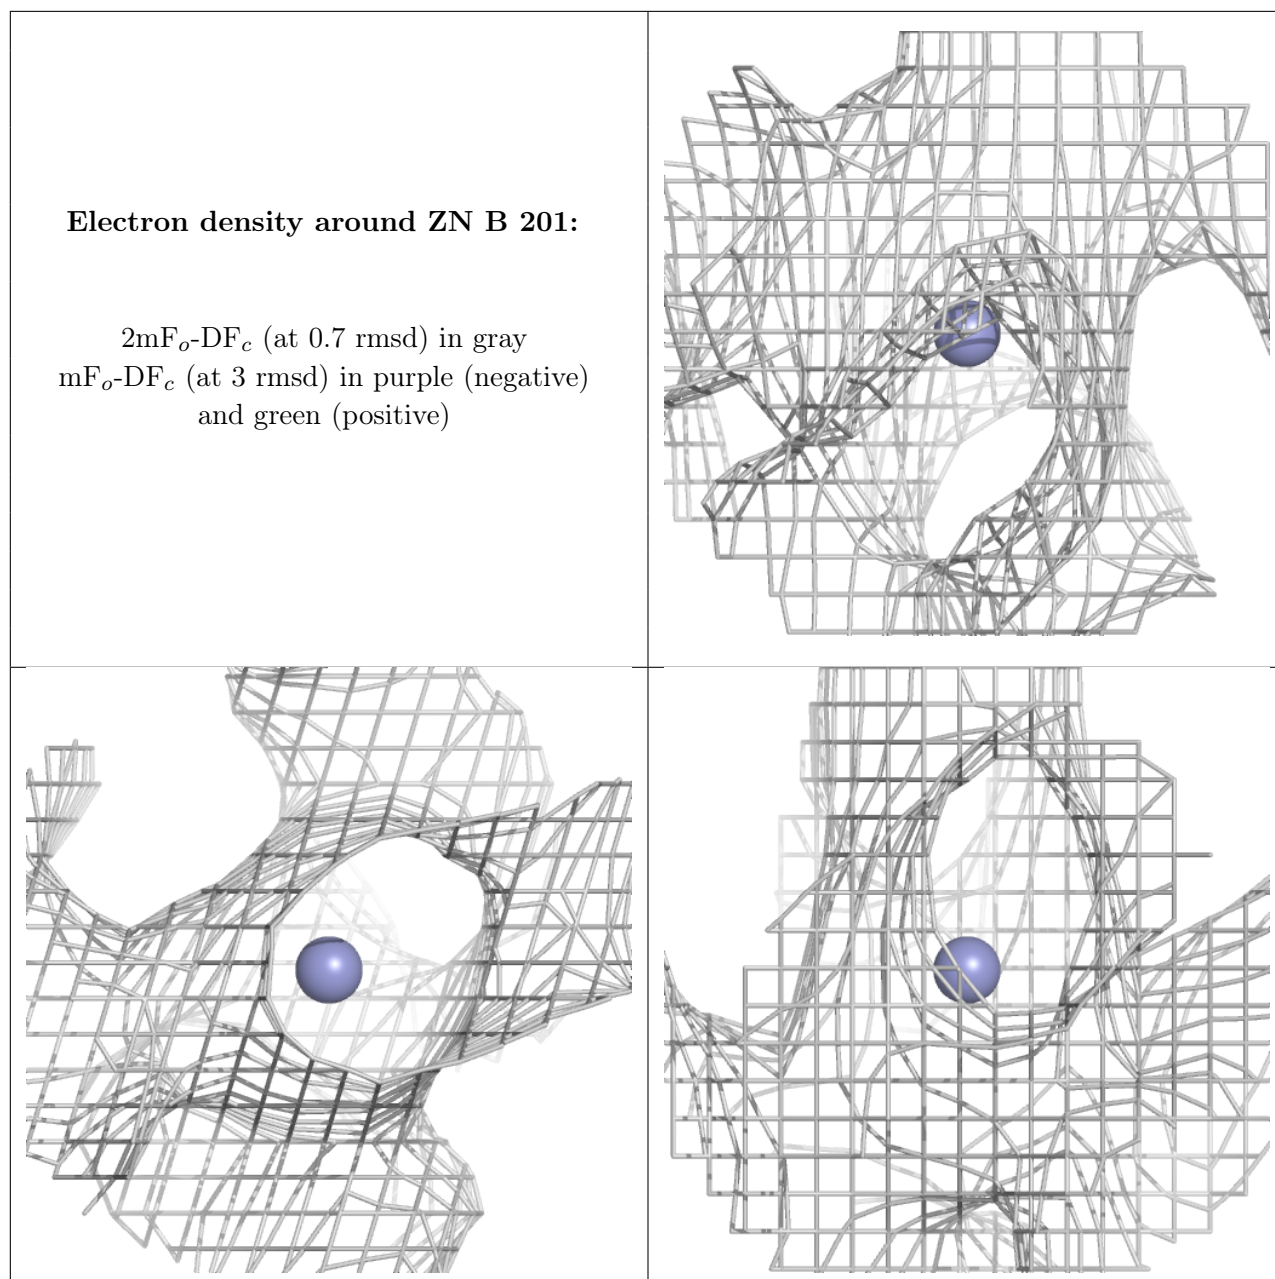 Electron density around ZN B 201:
2mFo-DFc (at 0.7 rmsd) in gray
mFo-DFc (at 3 rmsd) in purple (negative)
and green (positive)